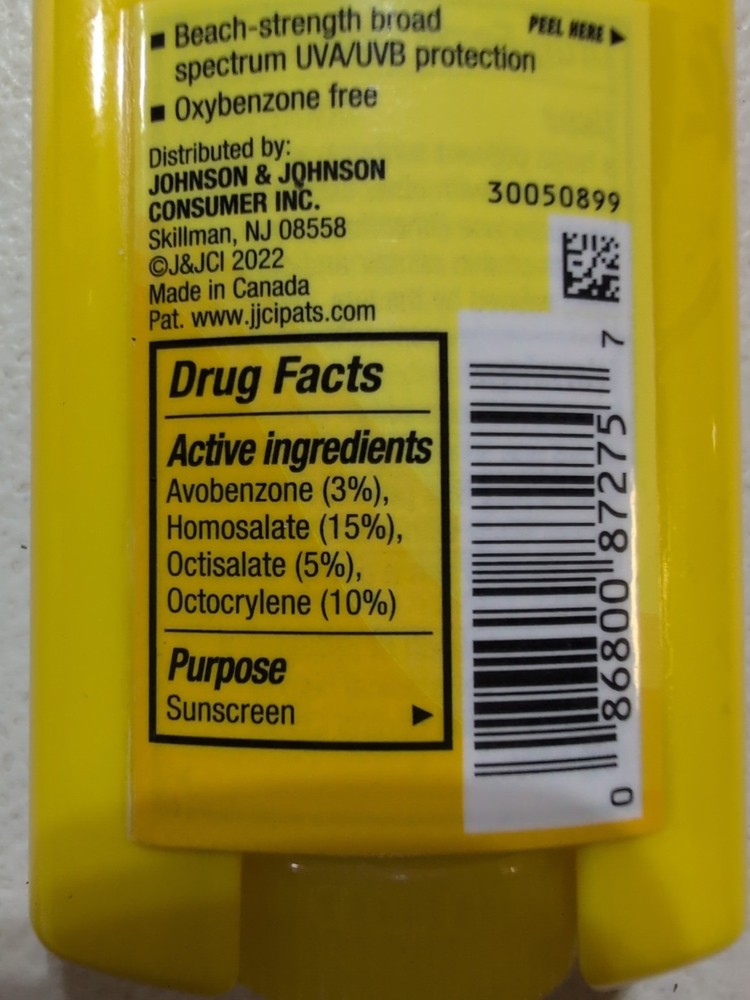 ▪ Beach-strength broad
spectrum UVA/UVB protection
▪ Oxybenzone free
PEEL HERE ▶
Distributed by:
JOHNSON & JOHNSON
CONSUMER INC.
Skillman, NJ 08558
©J&JCI 2022
Made in Canada
Pat. www.jjcipats.com
30050899
Drug Facts
Active ingredients
Avobenzone (3%),
Homosalate (15%),
Octisalate (5%),
Octocrylene (10%)
Purpose
Sunscreen ▶
0 86800 87275 7